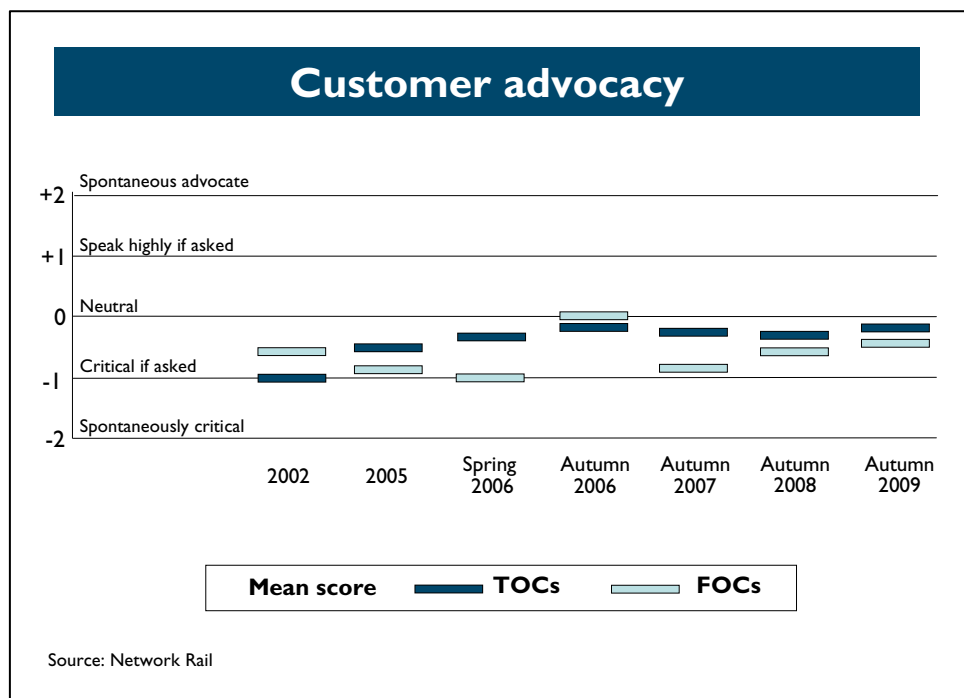 Customer advocacy
+2 Spontaneous advocate
+1 Speak highly if asked
0 Neutral
-1 Critical if asked
-2 Spontaneously critical
2002 2005 Spring 2006 Autumn 2006 Autumn 2007 Autumn 2008 Autumn 2009
Mean score TOCs FOCs
Source: Network Rail